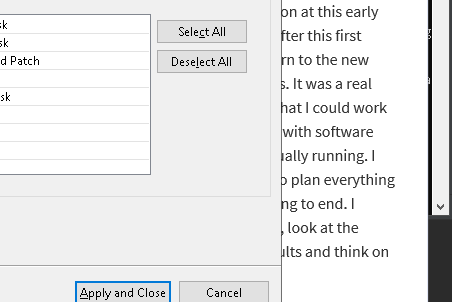 sk
sk
d Patch
sk
Select All
Deselect All
Apply and Close
Cancel
on at this early
fter this first
rn to the new
s. It was a real
hat I could work
with software
ually running. I
o plan everything
ng to end. I
, look at the
ults and think on